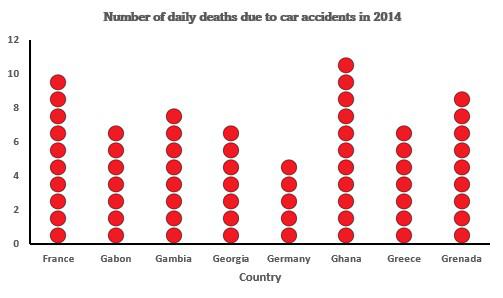 Number of daily deaths due to car accidents in 2014
12
10
8
6
4
2
0
France Gabon Gambia Georgia Germany Ghana Greece Grenada
Country